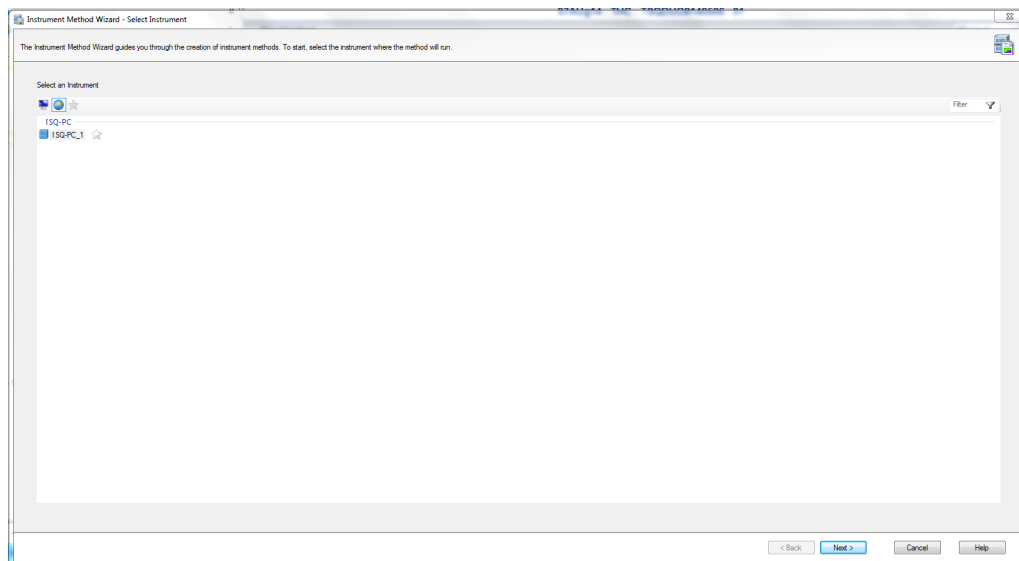 Instrument Method Wizard - Select Instrument
The Instrument Method Wizard guides you through the creation of instrument methods. To start, select the instrument where the method will run.
Select an Instrument
Filter
TSQ-PC
TSQ-PC_1
< Back Next > Cancel Help